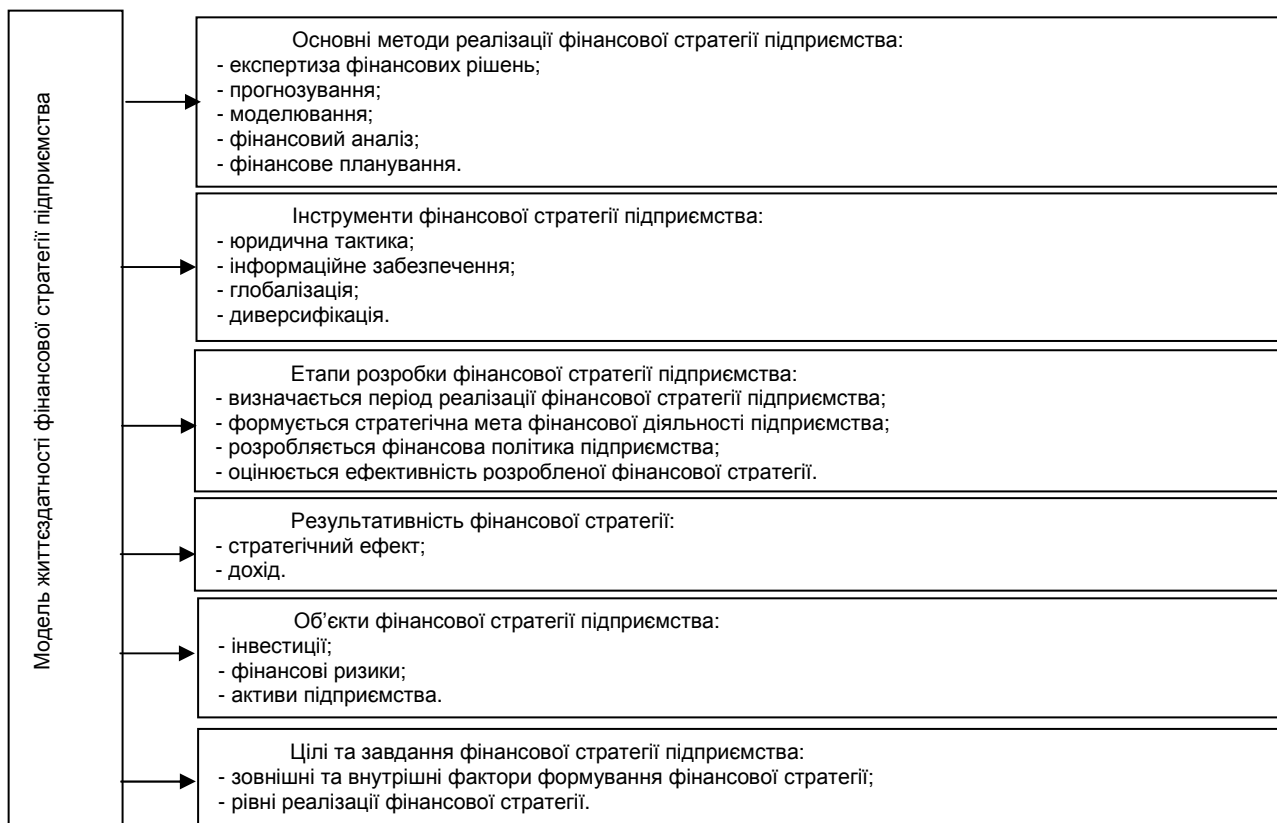 Модель життєздатності фінансової стратегії підприємства
Основні методи реалізації фінансової стратегії підприємства:
- експертиза фінансових рішень;
- прогнозування;
- моделювання;
- фінансовий аналіз;
- фінансове планування.
Інструменти фінансової стратегії підприємства:
- юридична тактика;
- інформаційне забезпечення;
- глобалізація;
- диверсифікація.
Етапи розробки фінансової стратегії підприємства:
- визначається період реалізації фінансової стратегії підприємства;
- формується стратегічна мета фінансової діяльності підприємства;
- розробляється фінансова політика підприємства;
- оцінюється ефективність розробленої фінансової стратегії.
Результативність фінансової стратегії:
- стратегічний ефект;
- дохід.
Об’єкти фінансової стратегії підприємства:
- інвестиції;
- фінансові ризики;
- активи підприємства.
Цілі та завдання фінансової стратегії підприємства:
- зовнішні та внутрішні фактори формування фінансової стратегії;
- рівні реалізації фінансової стратегії.